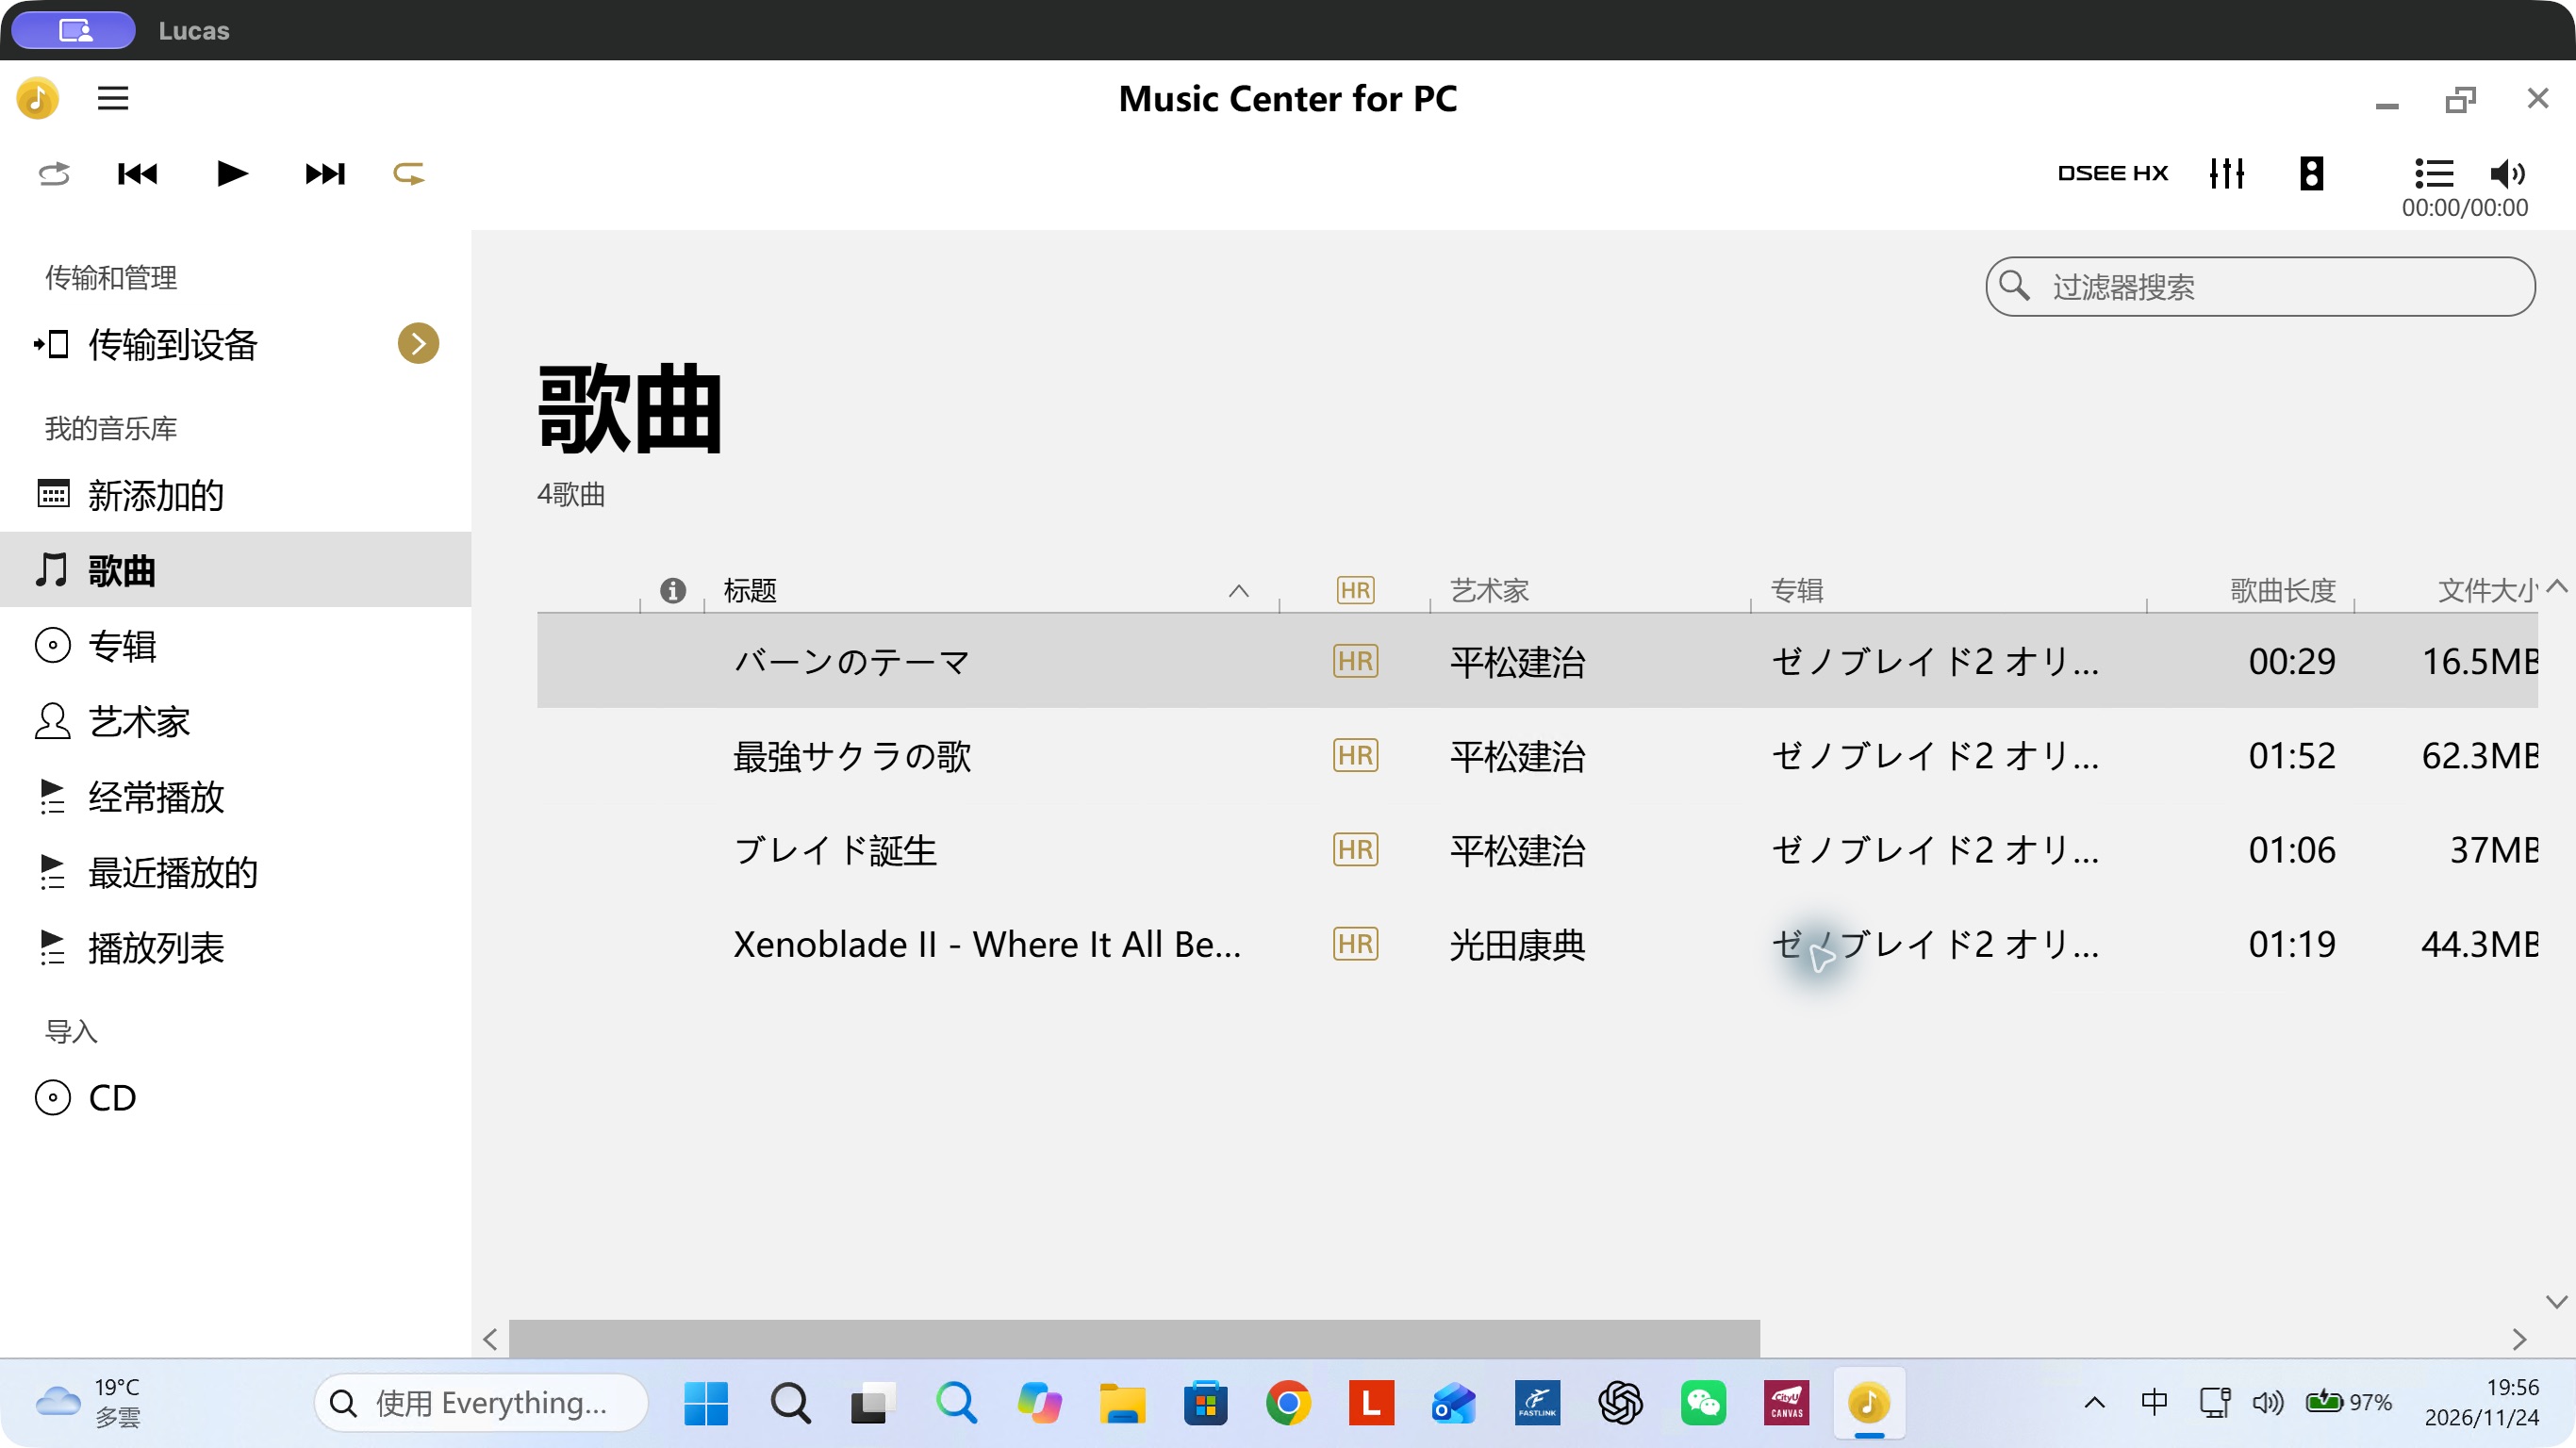 Lucas
Music Center for PC
DSEE HX
00:00/00:00
传输和管理
传输到设备
我的音乐库
新添加的
歌曲
专辑
艺术家
经常播放
最近播放的
播放列表
导入
CD
过滤器搜索
歌曲
4歌曲
标题 HR 艺术家 专辑 歌曲长度 文件大小
バーンのテーマ HR 平松建治 ゼノブレイド2 オリ... 00:29 16.5MB
最強サクラの歌 HR 平松建治 ゼノブレイド2 オリ... 01:52 62.3MB
ブレイド誕生 HR 平松建治 ゼノブレイド2 オリ... 01:06 37MB
Xenoblade II - Where It All Be... HR 光田康典 ゼノブレイド2 オリ... 01:19 44.3MB
19°C
多雲
使用 Everything...
L
FASTLINK
CityU
CANVAS
中
97%
19:56
2026/11/24